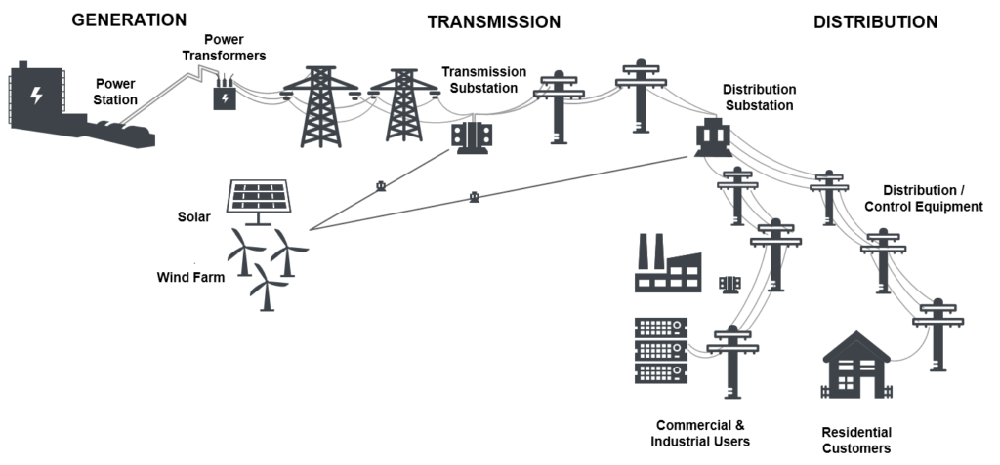 GENERATION
TRANSMISSION
DISTRIBUTION
Power
Transformers
Power
Station
Transmission
Substation
Distribution
Substation
Solar
Wind Farm
Distribution /
Control Equipment
Commercial &
Industrial Users
Residential
Customers